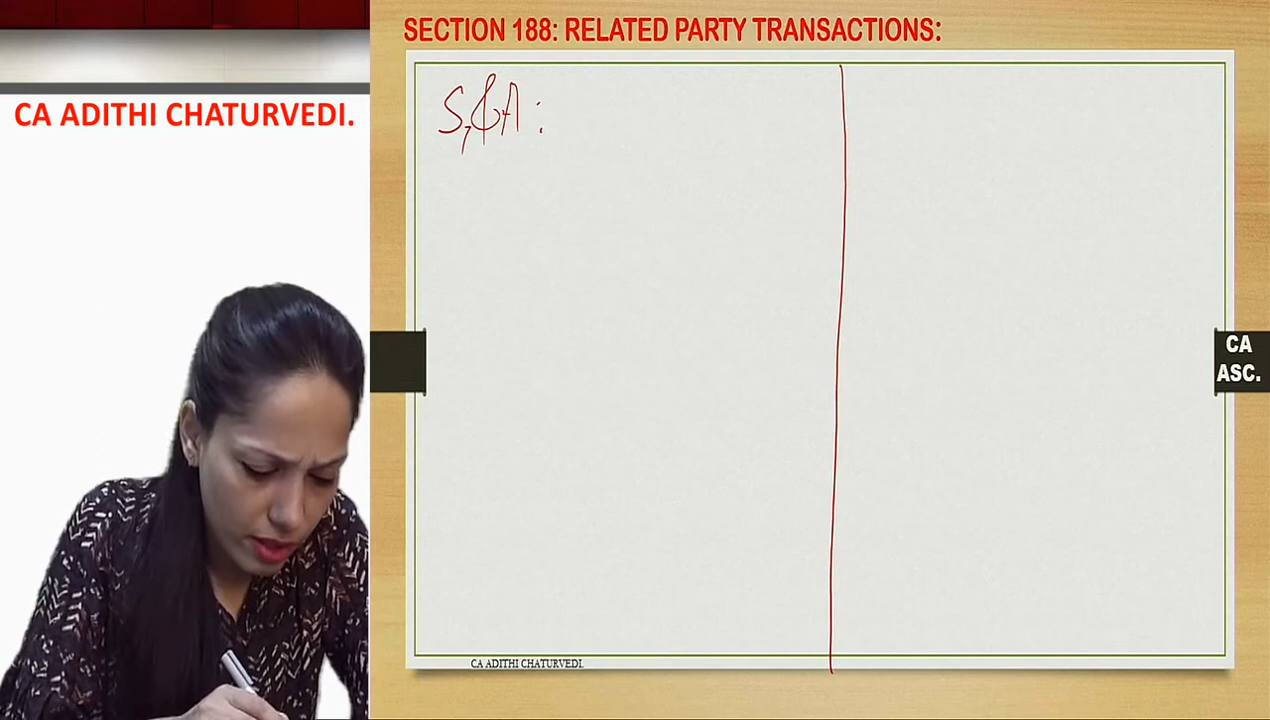 SECTION 188: RELATED PARTY TRANSACTIONS:
CA ADITHI CHATURVEDI.
CA
ASC.
CA ADITHI CHATURVEDI.